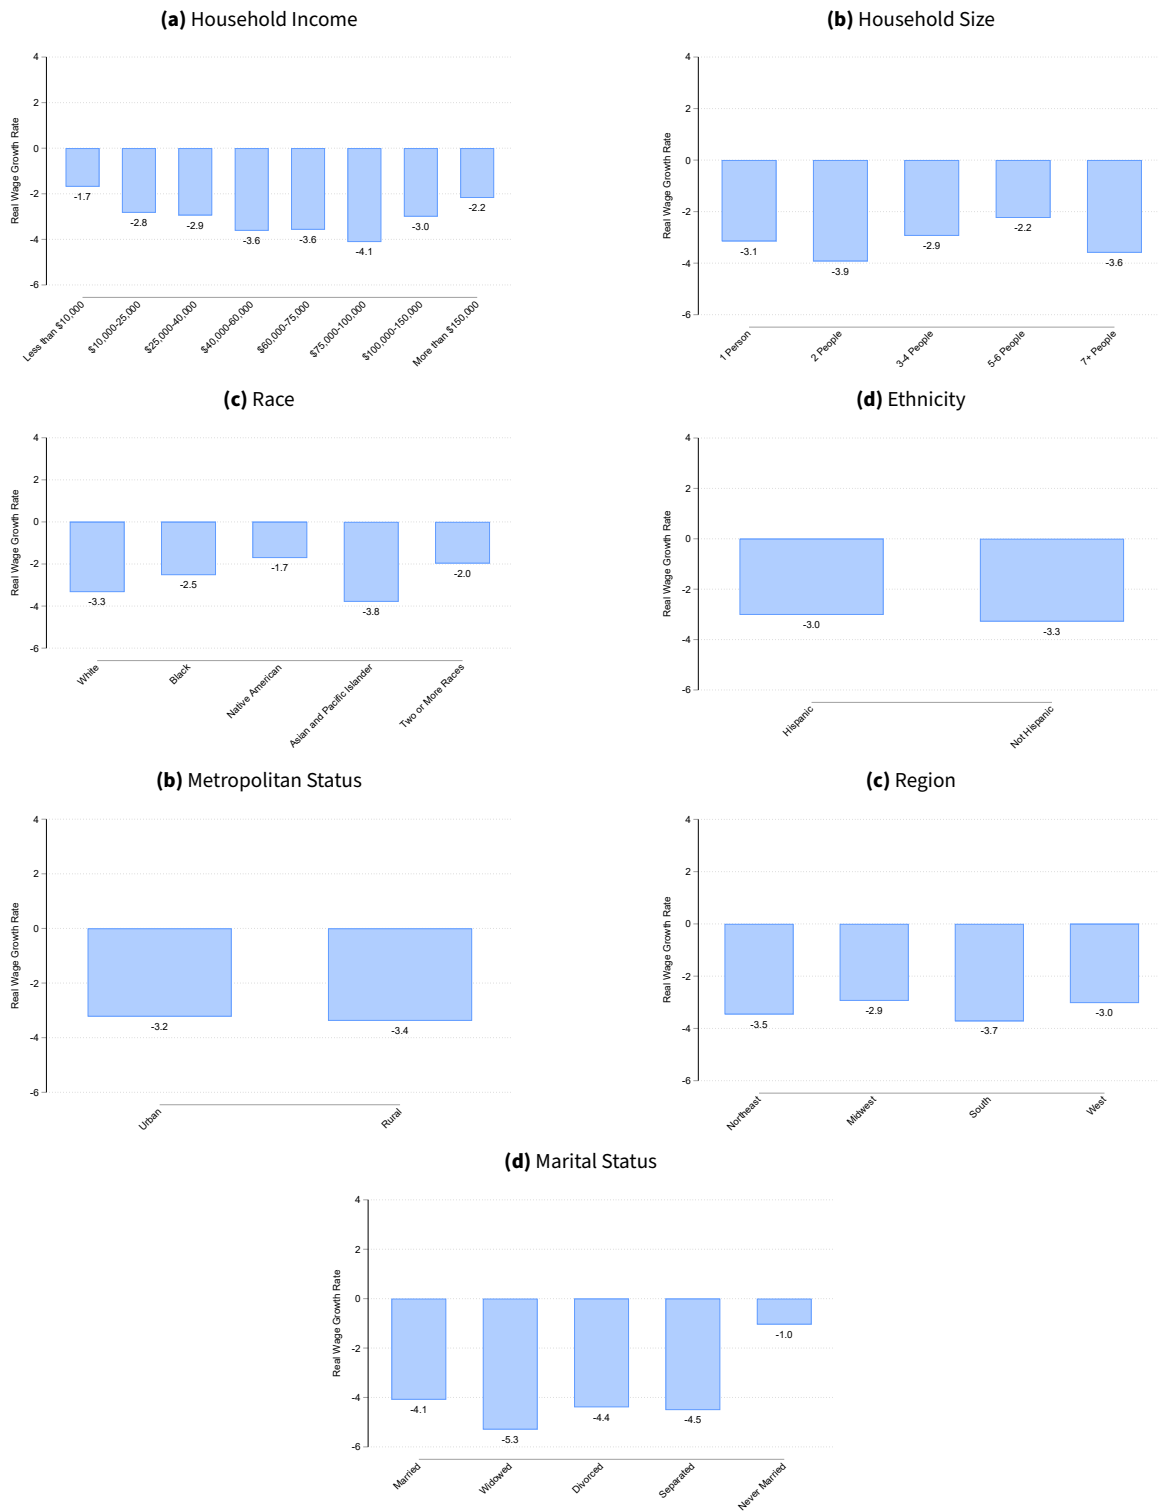 (a) Household Income
Real Wage Growth Rate
4
2
0
-2
-4
-6
-1.7
-2.8
-2.9
-3.6
-3.6
-4.1
-3.0
-2.2
Less than $10,000
$10,000-25,000
$25,000-40,000
$40,000-60,000
$60,000-75,000
$75,000-100,000
$100,000-150,000
More than $150,000
(b) Household Size
Real Wage Growth Rate
4
2
0
-2
-4
-6
-3.1
-3.9
-2.9
-2.2
-3.6
1 Person
2 People
3-4 People
5-6 People
7+ People
(c) Race
Real Wage Growth Rate
4
2
0
-2
-4
-6
-3.3
-2.5
-1.7
-3.8
-2.0
White
Black
Native American
Asian and Pacific Islander
Two or More Races
(d) Ethnicity
Real Wage Growth Rate
4
2
0
-2
-4
-6
-3.0
-3.3
Hispanic
Not Hispanic
(b) Metropolitan Status
Real Wage Growth Rate
4
2
0
-2
-4
-6
-3.2
-3.4
Urban
Rural
(c) Region
Real Wage Growth Rate
4
2
0
-2
-4
-6
-3.5
-2.9
-3.7
-3.0
Northeast
Midwest
South
West
(d) Marital Status
Real Wage Growth Rate
4
2
0
-2
-4
-6
-4.1
-5.3
-4.4
-4.5
-1.0
Married
Widowed
Divorced
Separated
Never Married